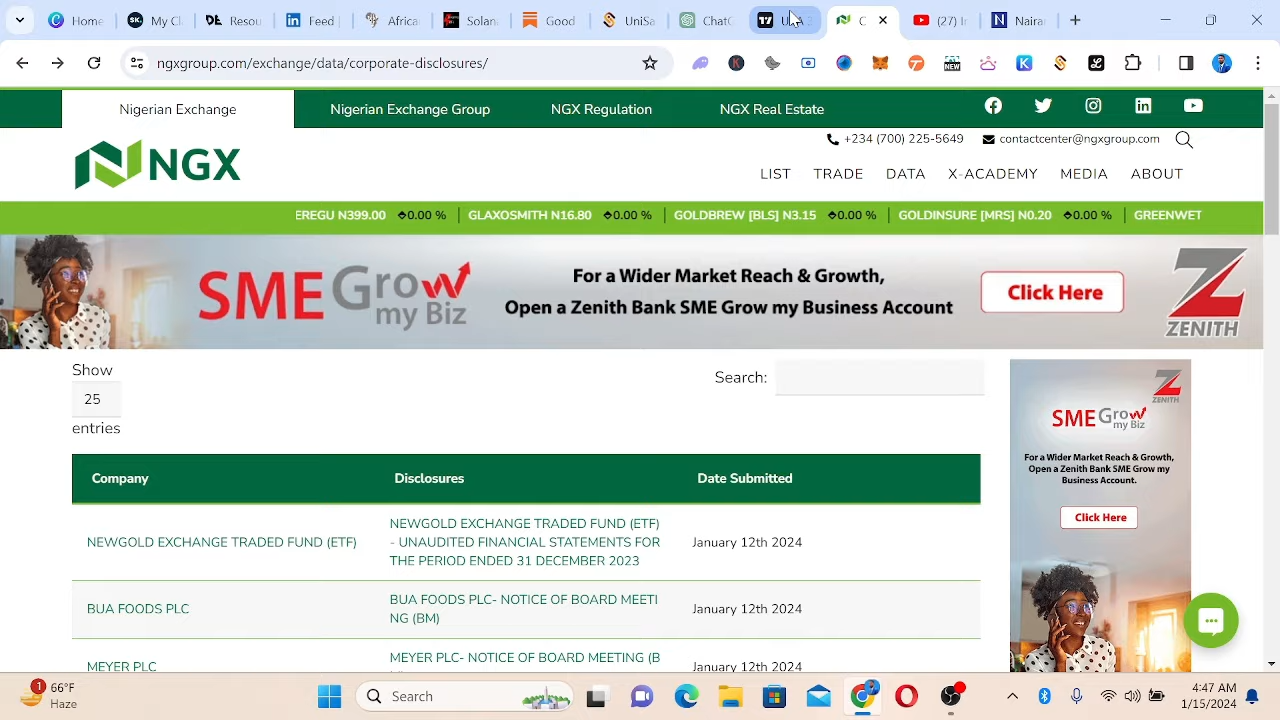 Feed
My Dr
Resea
Feed
Africa
Solan
Good
UniSw
ChatG
Un
C
(27) H
Naira
ngxgroup.com/exchange/data/corporate-disclosures/
Nigerian Exchange
Nigerian Exchange Group
NGX Regulation
NGX Real Estate
+234 (700) 225-5649
contactcenter@ngxgroup.com
NGX
LIST
TRADE
DATA
X-ACADEMY
MEDIA
ABOUT
EREGU N399.00 0.00 % | GLAXOSMITH N16.80 0.00 % | GOLDBREW [BLS] N3.15 0.00 % | GOLDINSURE [MRS] N0.20 0.00 % | GREENWET
SME Grow
my Biz
For a Wider Market Reach & Growth,
Open a Zenith Bank SME Grow my Business Account
Click Here
ZENITH
Show
25
entries
Search:
ZENITH
SME Grow
my Biz
For a Wider Market Reach & Growth,
Open a Zenith Bank SME Grow my
Business Account.
Click Here
Company
Disclosures
Date Submitted
NEWGOLD EXCHANGE TRADED FUND (ETF)
NEWGOLD EXCHANGE TRADED FUND (ETF)
- UNAUDITED FINANCIAL STATEMENTS FOR
THE PERIOD ENDED 31 DECEMBER 2023
January 12th 2024
BUA FOODS PLC
BUA FOODS PLC- NOTICE OF BOARD MEETI
NG (BM)
January 12th 2024
MEYER PLC
MEYER PLC- NOTICE OF BOARD MEETING (B
January 12th 2024
1
66°F
Haze
Search
4:47 AM
1/15/2024